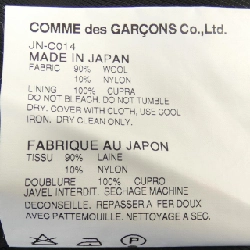 COMME des GARÇONS Co.,Ltd.
JN-C014
MADE IN JAPAN
FABRIC 90% WOOL
10% NYLON
LINING 100% CUPRA
DO NOT BLEACH. DO NOT TUMBLE
DRY. COVER WITH CLOTH, USE COOL
IRON. DRY CLEAN ONLY.
FABRIQUE AU JAPON
TISSU 90% LAINE
10% NYLON
DOUBLURE 100% CUPRO
JAVEL INTERDIT. SECHAGE MACHINE
DECONSEILLE. REPASSER A FER DOUX
AVEC PATTEMOUILLE. NETTOYAGE A SEC.